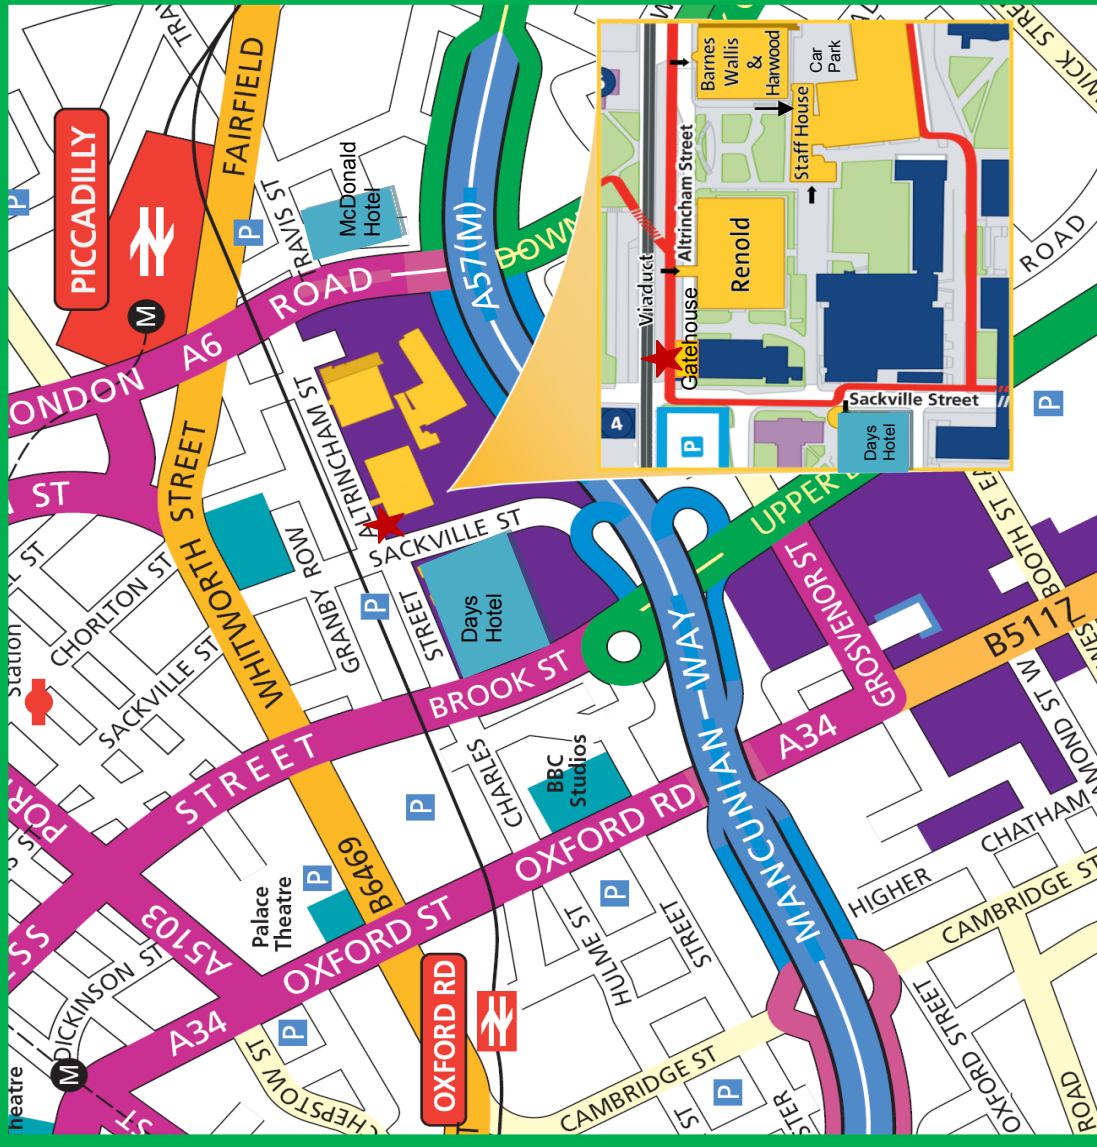 FAIRFIELD
PICCADILLY
P
P
M
TRAVIS ST
McDonald
Hotel
LONDON
A6
ROAD
A57(M)
DOWN
ST
WHITWORTH
STREET
ALTRINCHAM ST
SACKVILLE ST
GRANBY
ROW
CHORLTON ST
SACKVILLE ST
Station
P
STREET
Days
Hotel
BROOK ST
STREET
UPPER
GROSVENOR ST
BOOTH ST
B5117
A34
MANCUNIAN
WAY
CHARLES
BBC
Studios
OXFORD RD
P
B6469
P
Palace
Theatre
OXFORD ST
A5103
DICKINSON ST
A34
M
P
CHEPSTOW ST
OXFORD RD
HULME ST
STREET
P
P
CAMBRIDGE ST
HIGHER
CHATHAM
CAMBRIDGE ST
OXFORD STREET
ROAD
ROAD
P
Barnes
Wallis
&
Harwood
Car
Park
Staff House
Altrincham Street
Renold
Viaduct
Gatehouse
Sackville Street
Days
Hotel
P
4